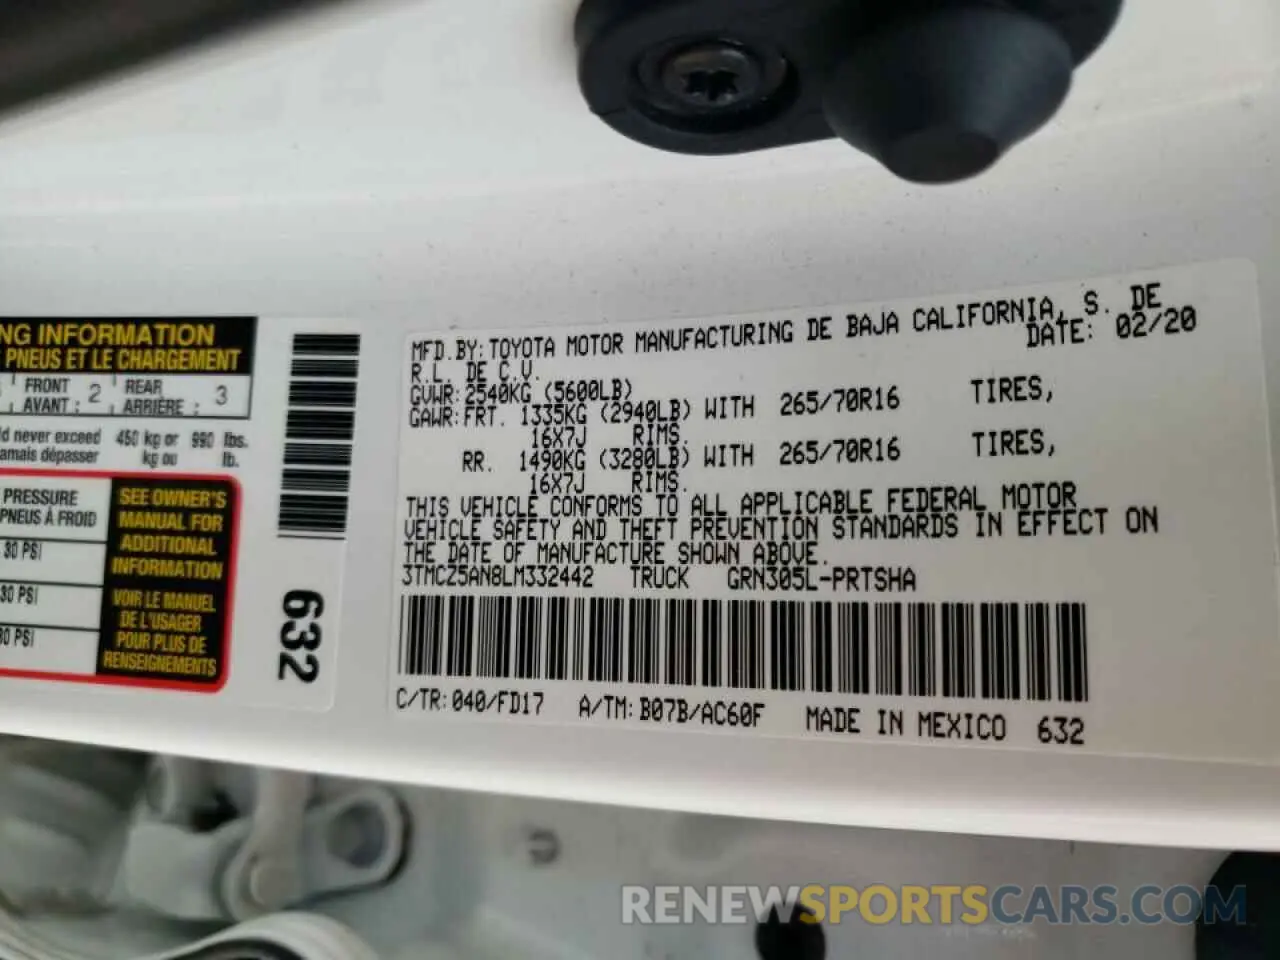 NG INFORMATION
PNEUS ET LE CHARGEMENT
FRONT 2 REAR 3
AVANT : ARRIÈRE :
d never exceed 450 kg or 990 lbs.
amais dépasser kg ou lb.
PRESSURE
PNEUS À FROID
30 PSI
30 PSI
30 PSI
SEE OWNER'S
MANUAL FOR
ADDITIONAL
INFORMATION
VOIR LE MANUEL
DE L'USAGER
POUR PLUS DE
RENSEIGNEMENTS
632
MFD.BY:TOYOTA MOTOR MANUFACTURING DE BAJA CALIFORNIA, S. DE
R.L. DE C.V. DATE: 02/20
GVWR:2540KG (5600LB)
GAWR:FRT. 1335KG (2940LB) WITH 265/70R16 TIRES,
16X7J RIMS.
RR. 1490KG (3280LB) WITH 265/70R16 TIRES,
16X7J RIMS.
THIS VEHICLE CONFORMS TO ALL APPLICABLE FEDERAL MOTOR
VEHICLE SAFETY AND THEFT PREVENTION STANDARDS IN EFFECT ON
THE DATE OF MANUFACTURE SHOWN ABOVE.
3TMCZ5AN8LM332442 TRUCK GRN305L-PRTSHA
C/TR:040/FD17 A/TM:B07B/AC60F MADE IN MEXICO 632
RENEWSPORTSCARS.COM